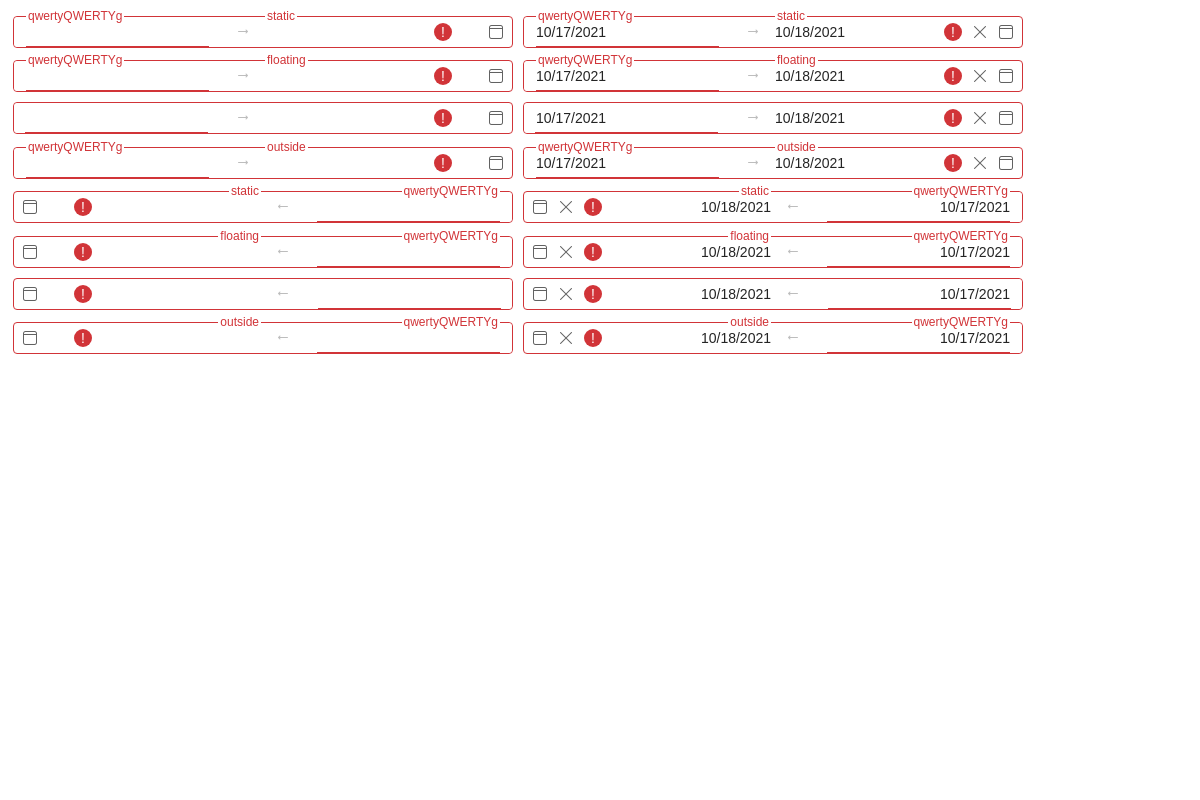 qwertyQWERTYg static qwertyQWERTYg static
→ ! 10/17/2021 → 10/18/2021 !
qwertyQWERTYg floating qwertyQWERTYg floating
→ ! 10/17/2021 → 10/18/2021 !
→ ! 10/17/2021 → 10/18/2021 !
qwertyQWERTYg outside qwertyQWERTYg outside
→ ! 10/17/2021 → 10/18/2021 !
static qwertyQWERTYg static qwertyQWERTYg
! ← ! 10/18/2021 ← 10/17/2021
floating qwertyQWERTYg floating qwertyQWERTYg
! ← ! 10/18/2021 ← 10/17/2021
! ← ! 10/18/2021 ← 10/17/2021
outside qwertyQWERTYg outside qwertyQWERTYg
! ← ! 10/18/2021 ← 10/17/2021